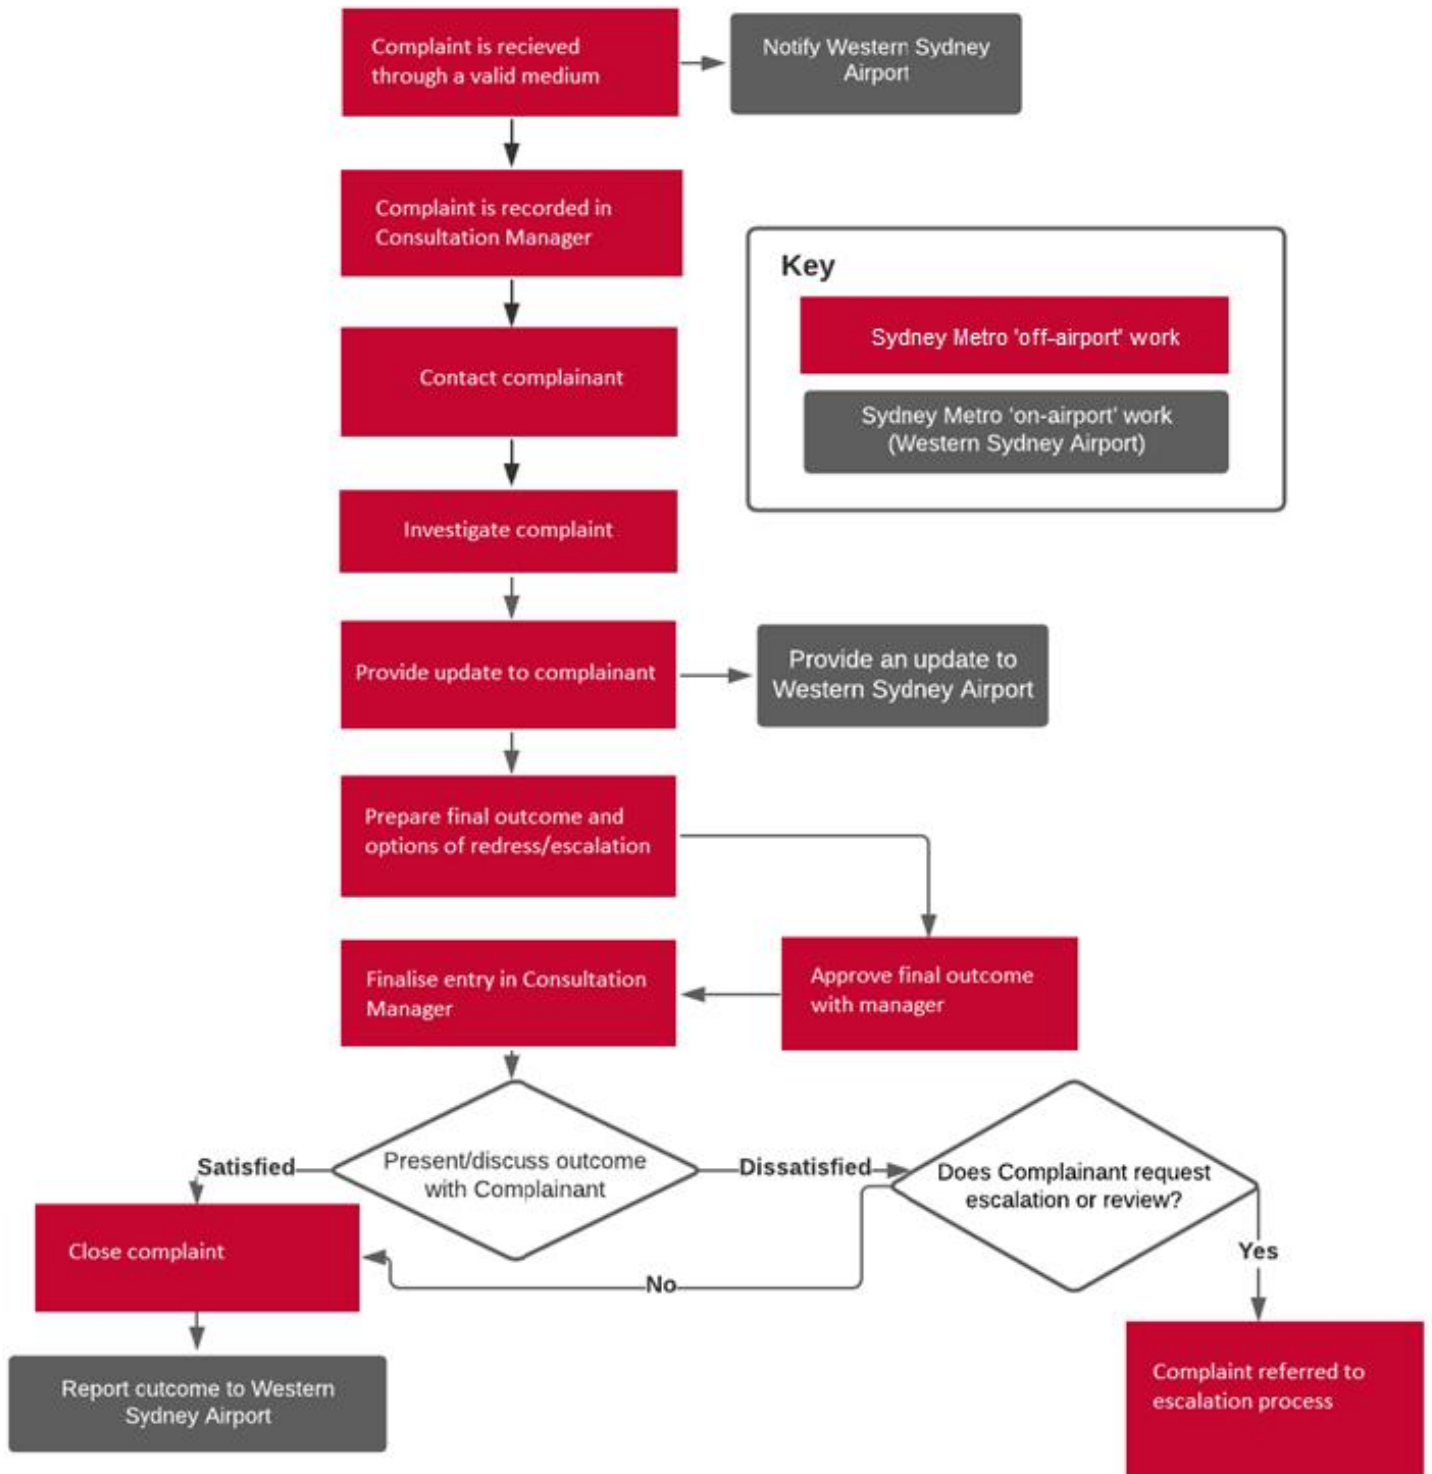 Complaint is recieved
through a valid medium
Notify Western Sydney
Airport
Complaint is recorded in
Consultation Manager
Key
Sydney Metro 'off-airport' work
Sydney Metro 'on-airport' work
(Western Sydney Airport)
Contact complainant
Investigate complaint
Provide update to complainant
Provide an update to
Western Sydney Airport
Prepare final outcome and
options of redress/escalation
Approve final outcome
with manager
Finalise entry in Consultation
Manager
Present/discuss outcome
with Complainant
Satisfied
Dissatisfied
Does Complainant request
escalation or review?
Close complaint
No
Yes
Report cutcome to Western
Sydney Airport
Complaint referred to
escalation process